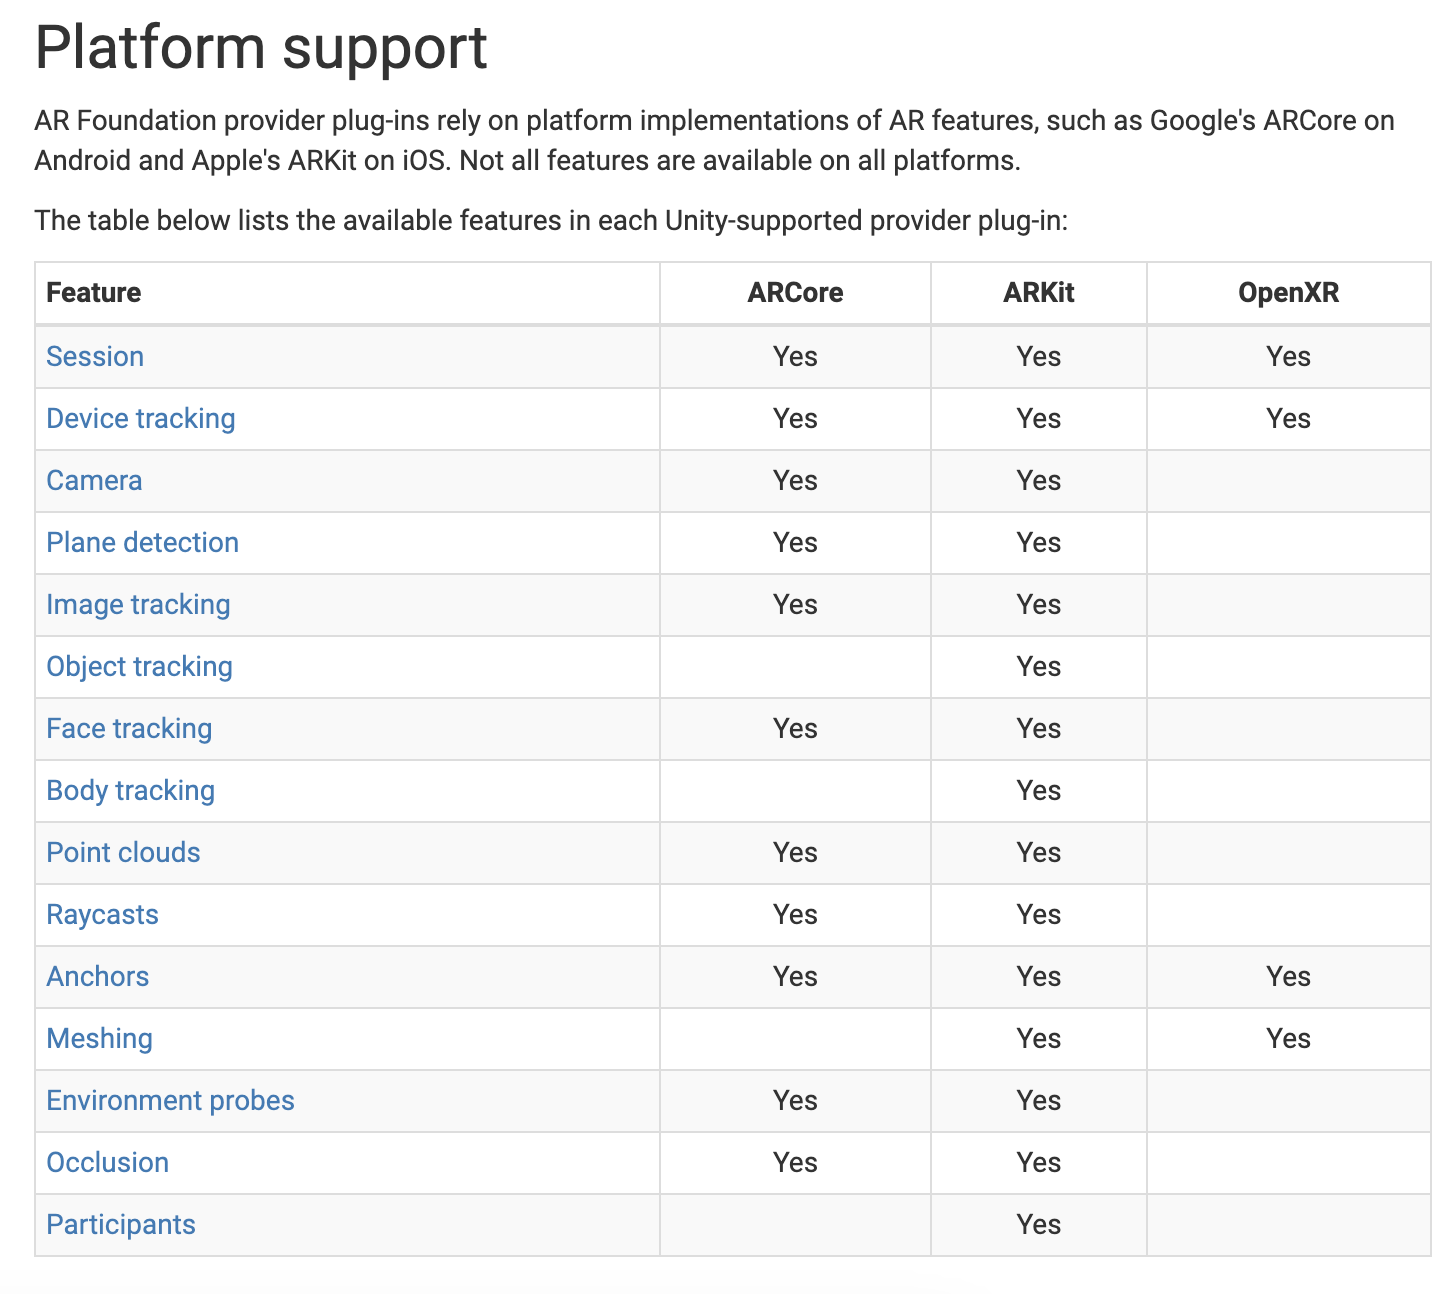 Platform support
AR Foundation provider plug-ins rely on platform implementations of AR features, such as Google's ARCore on
Android and Apple's ARKit on iOS. Not all features are available on all platforms.
The table below lists the available features in each Unity-supported provider plug-in:
Feature ARCore ARKit OpenXR
Session Yes Yes Yes
Device tracking Yes Yes Yes
Camera Yes Yes
Plane detection Yes Yes
Image tracking Yes Yes
Object tracking Yes
Face tracking Yes Yes
Body tracking Yes
Point clouds Yes Yes
Raycasts Yes Yes
Anchors Yes Yes Yes
Meshing Yes Yes
Environment probes Yes Yes
Occlusion Yes Yes
Participants Yes